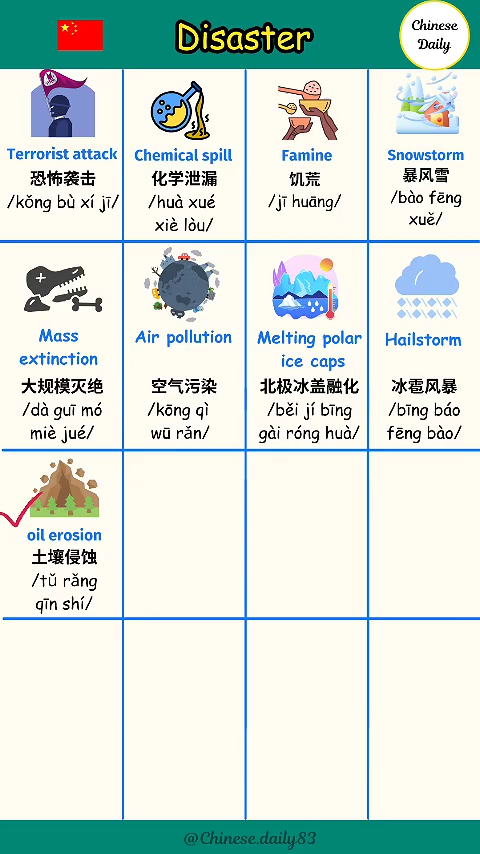 Disaster
Chinese
Daily
Terrorist attack
恐怖袭击
/kǒng bù xí jī/
Chemical spill
化学泄漏
/huà xué
xiè lòu/
Famine
饥荒
/jī huāng/
Snowstorm
暴风雪
/bào fēng
xuě/
Mass
extinction
大规模灭绝
/dà guī mó
miè jué/
Air pollution
空气污染
/kōng qì
wū rǎn/
Melting polar
ice caps
北极冰盖融化
/běi jí bīng
gài róng huà/
Hailstorm
冰雹风暴
/bīng báo
fēng bào/
oil erosion
土壤侵蚀
/tǔ rǎng
qīn shí/
@Chinese.daily83